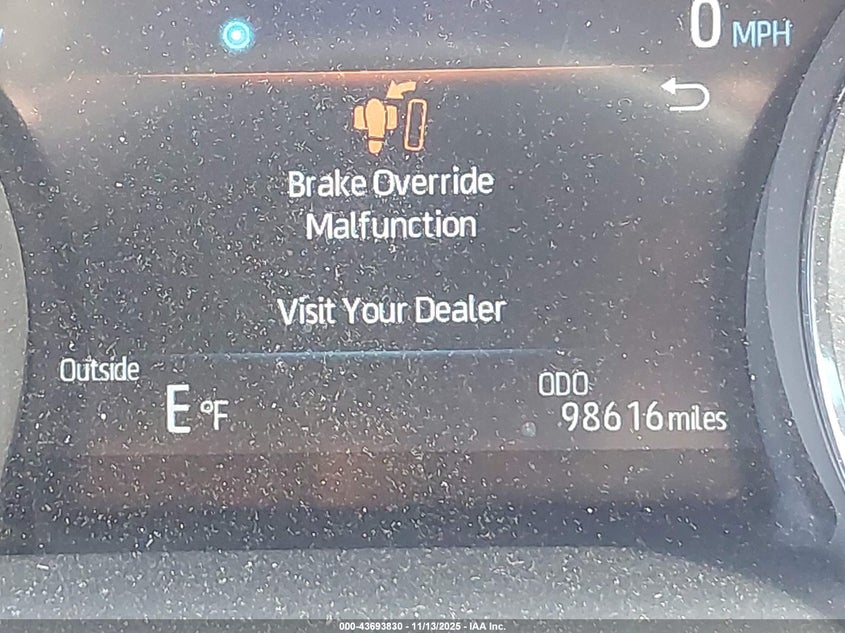 0 MPH
Brake Override
Malfunction
Visit Your Dealer
Outside
E °F
ODO
98616 miles
000-43693830 - 11/13/2025 - IAA Inc.